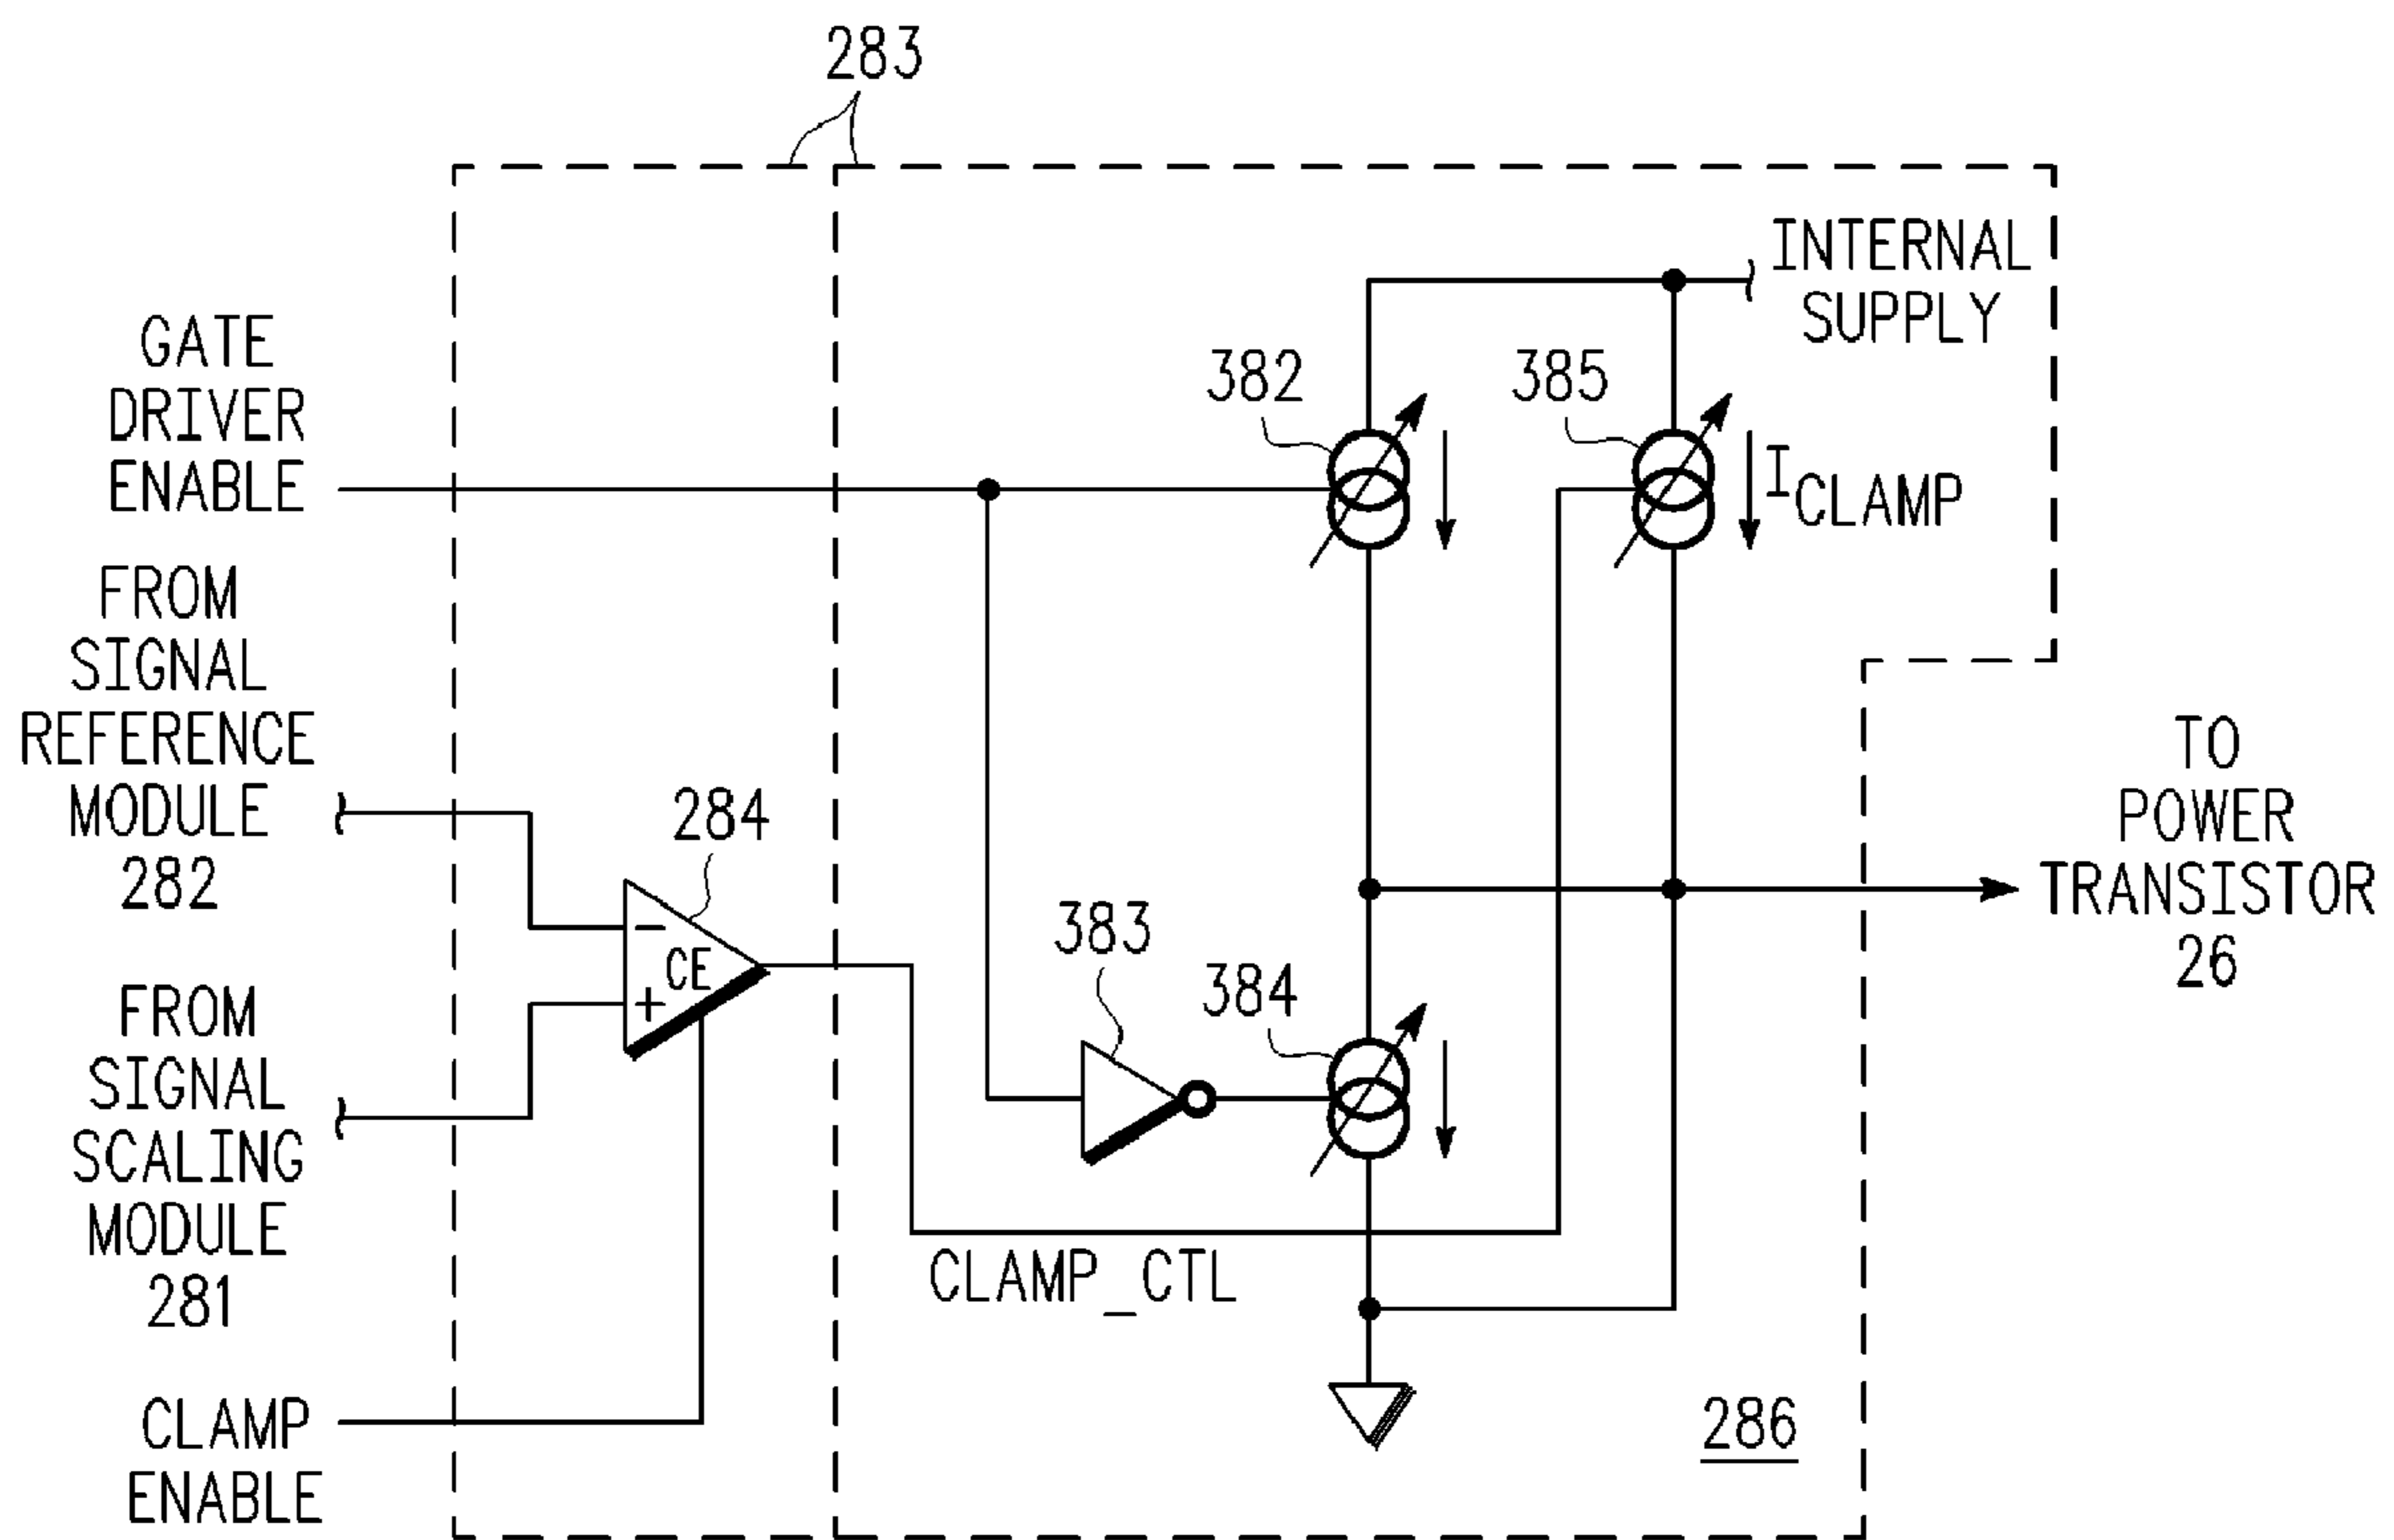 283
INTERNAL
SUPPLY
GATE
DRIVER
ENABLE
382
385
I CLAMP
FROM
SIGNAL
REFERENCE
MODULE
282
284
-
CE
+
TO
POWER
TRANSISTOR
26
383
384
FROM
SIGNAL
SCALING
MODULE
281
CLAMP_CTL
CLAMP
ENABLE
286